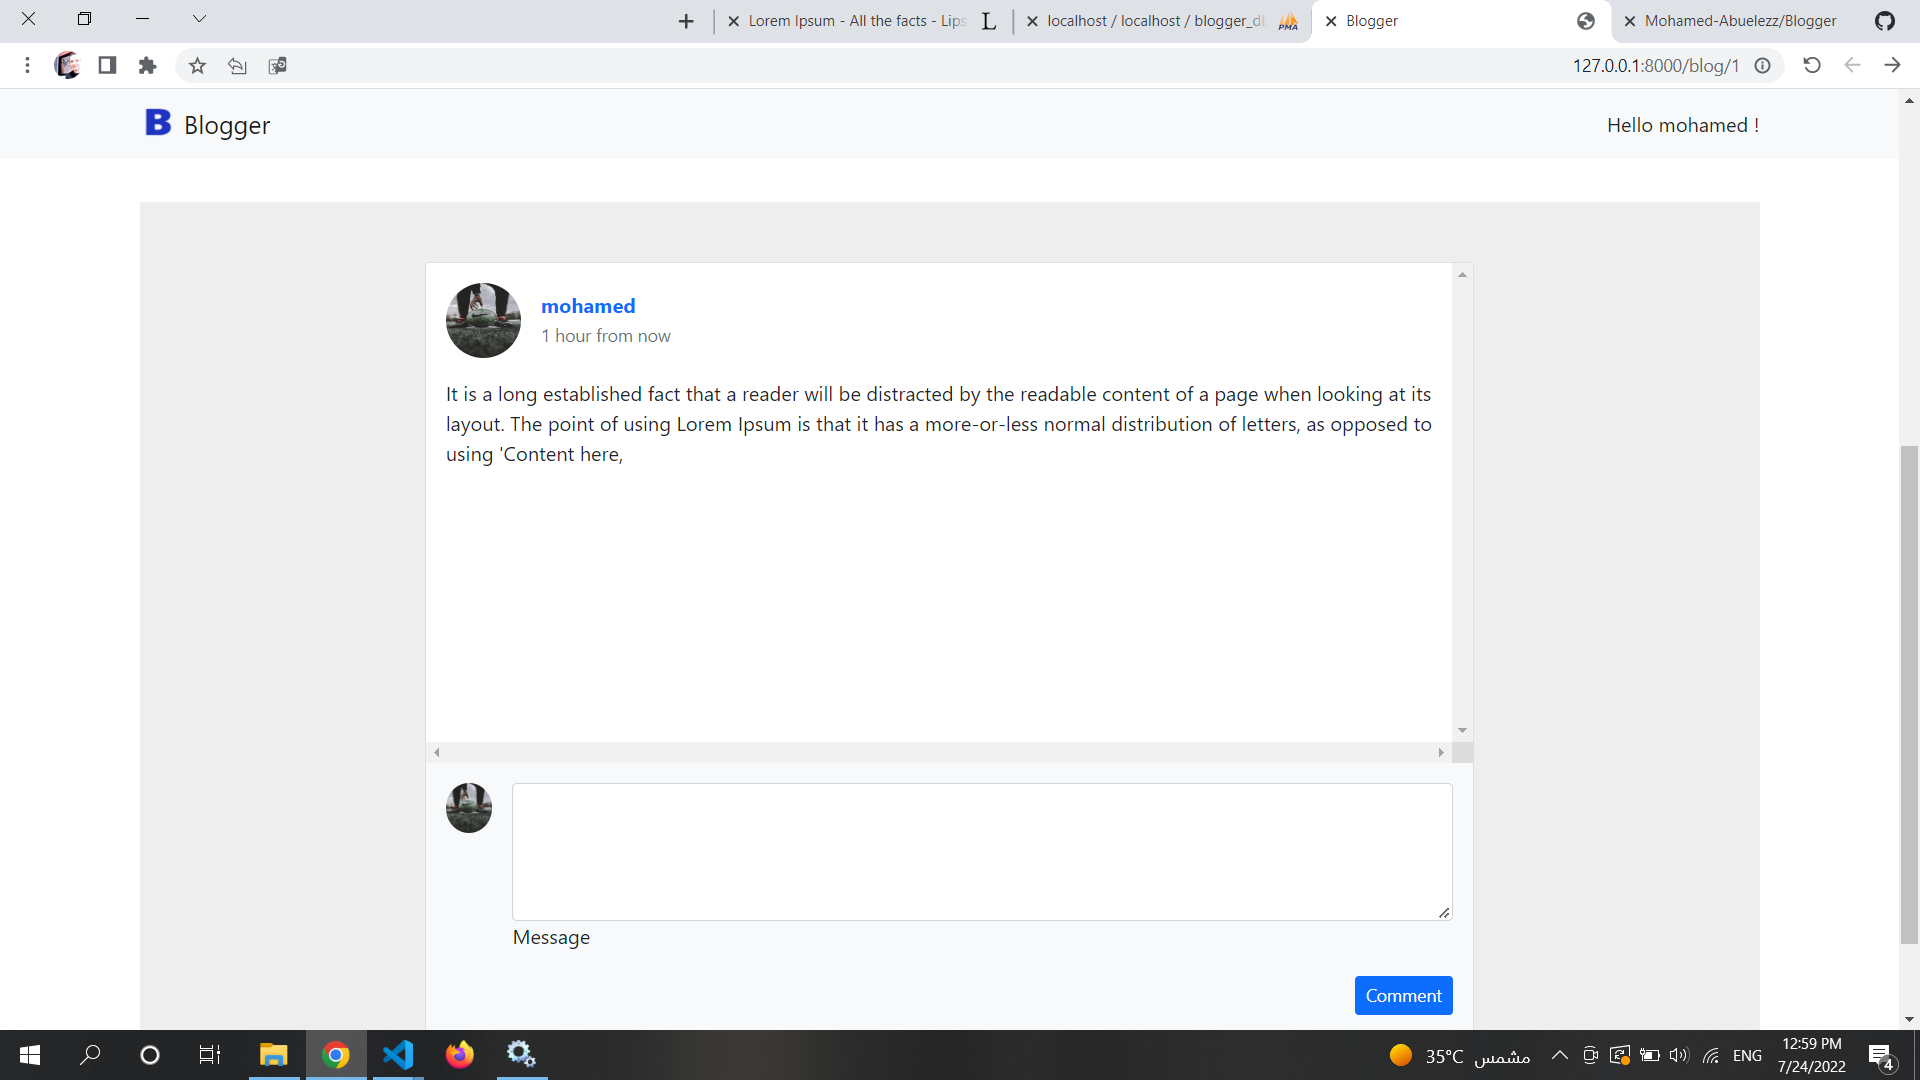 Lorem Ipsum - All the facts - Lips
localhost / localhost / blogger_db
Blogger
Mohamed-Abuelezz/Blogger
127.0.0.1:8000/blog/1
B Blogger
Hello mohamed !
mohamed
1 hour from now
It is a long established fact that a reader will be distracted by the readable content of a page when looking at its
layout. The point of using Lorem Ipsum is that it has a more-or-less normal distribution of letters, as opposed to
using 'Content here,
Message
Comment
35°C مشمس
ENG
12:59 PM
7/24/2022
4